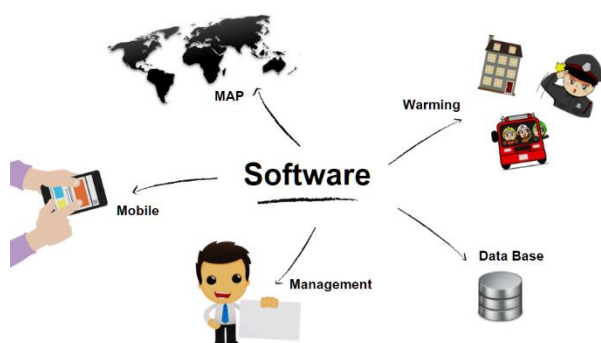 MAP
Warming
Software
Mobile
Management
Data Base